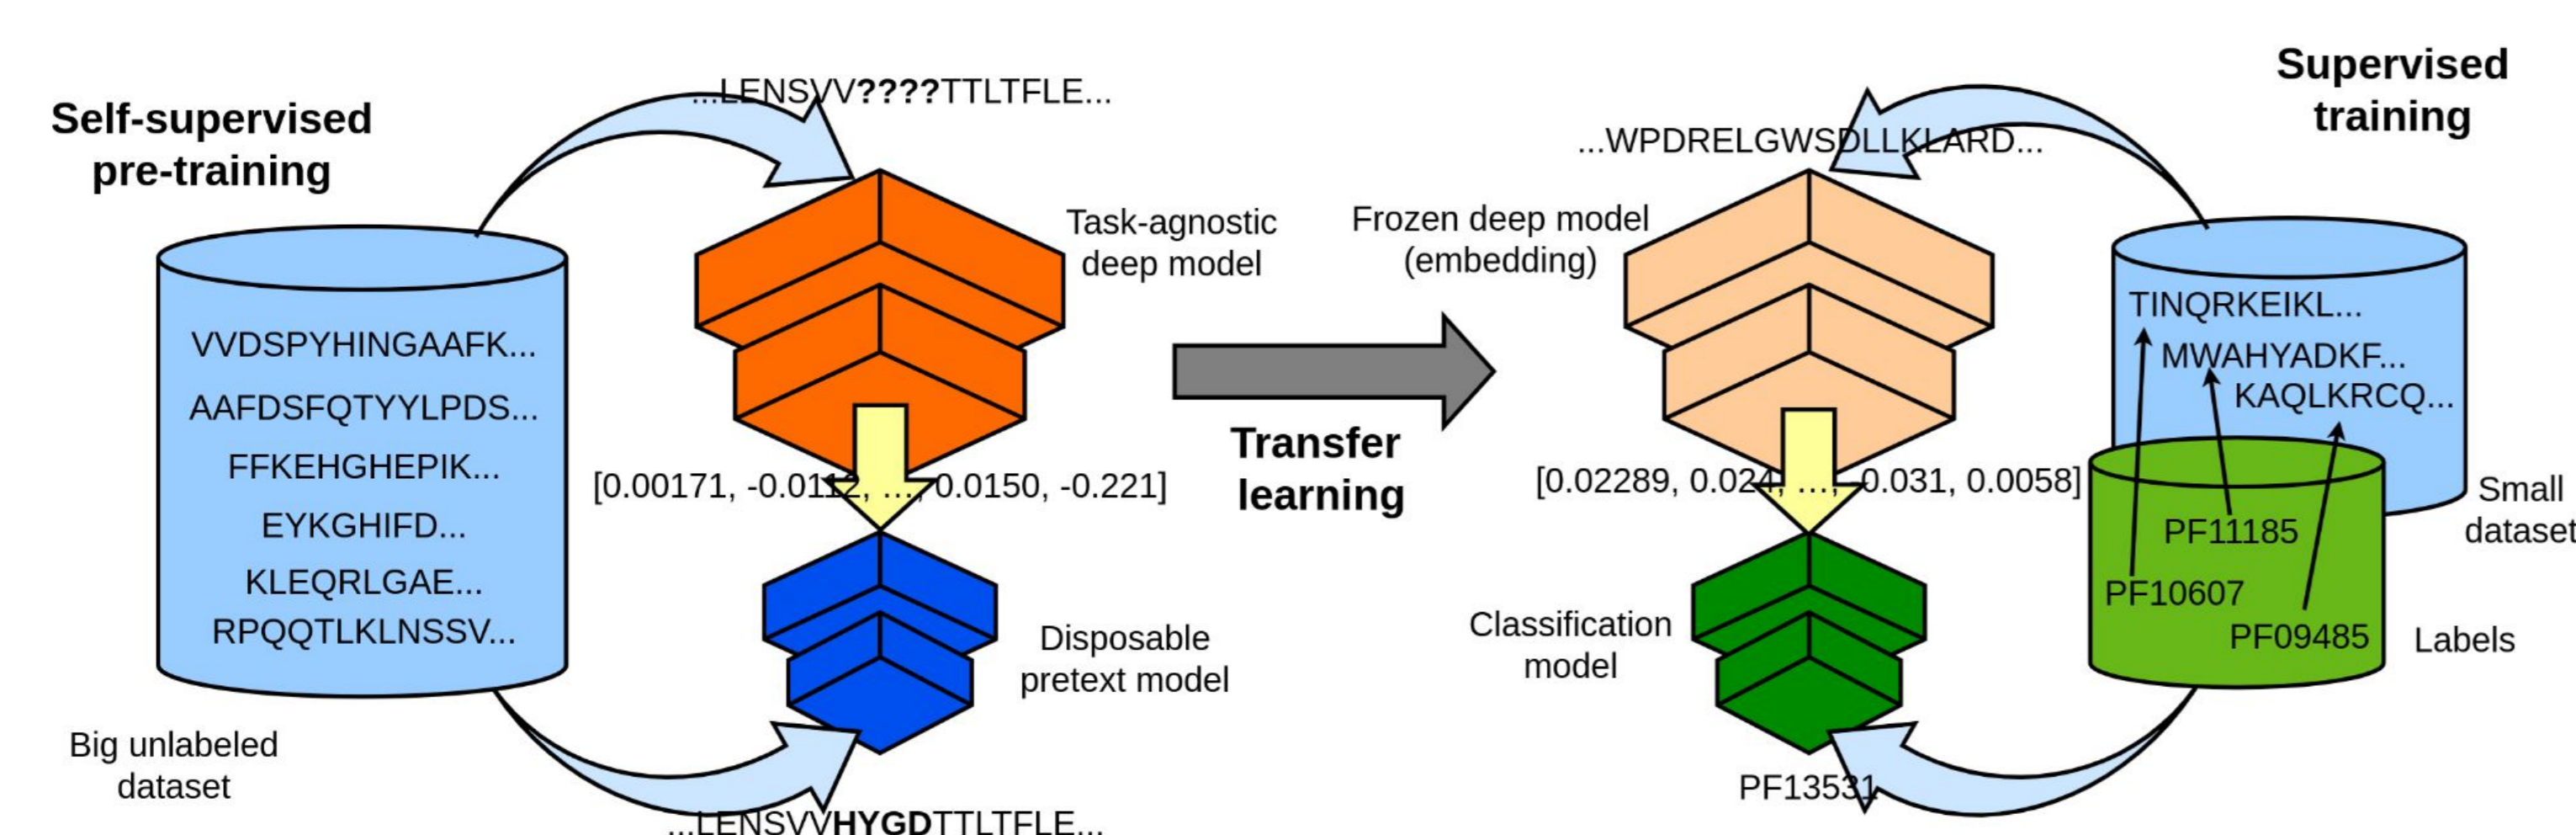 Self-supervised
pre-training
...LENSVV????TTLTFLE...
VVDSPYHINGAAFK...
AAFDSFQTYYLPDS...
FFKEHGHEPIK...
EYKGHIFD...
KLEQRLGAE...
RPQQTLKLNSSV...
Big unlabeled
dataset
Task-agnostic
deep model
[0.00171, -0.0112, ..., 0.0150, -0.221]
Disposable
pretext model
...LENSVVHYGDTTLTFLE...
Transfer
learning
Supervised
training
...WPDRELGWSDLLKLARD...
Frozen deep model
(embedding)
[0.02289, 0.024, ..., -0.031, 0.0058]
Classification
model
PF13531
TINQRKEIKL...
MWAHYADKF...
KAQLKRCQ...
Small
dataset
PF11185
PF10607
PF09485
Labels